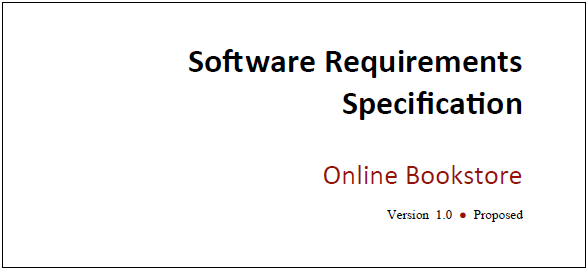 Software Requirements
Specification
Online Bookstore
Version 1.0 ● Proposed